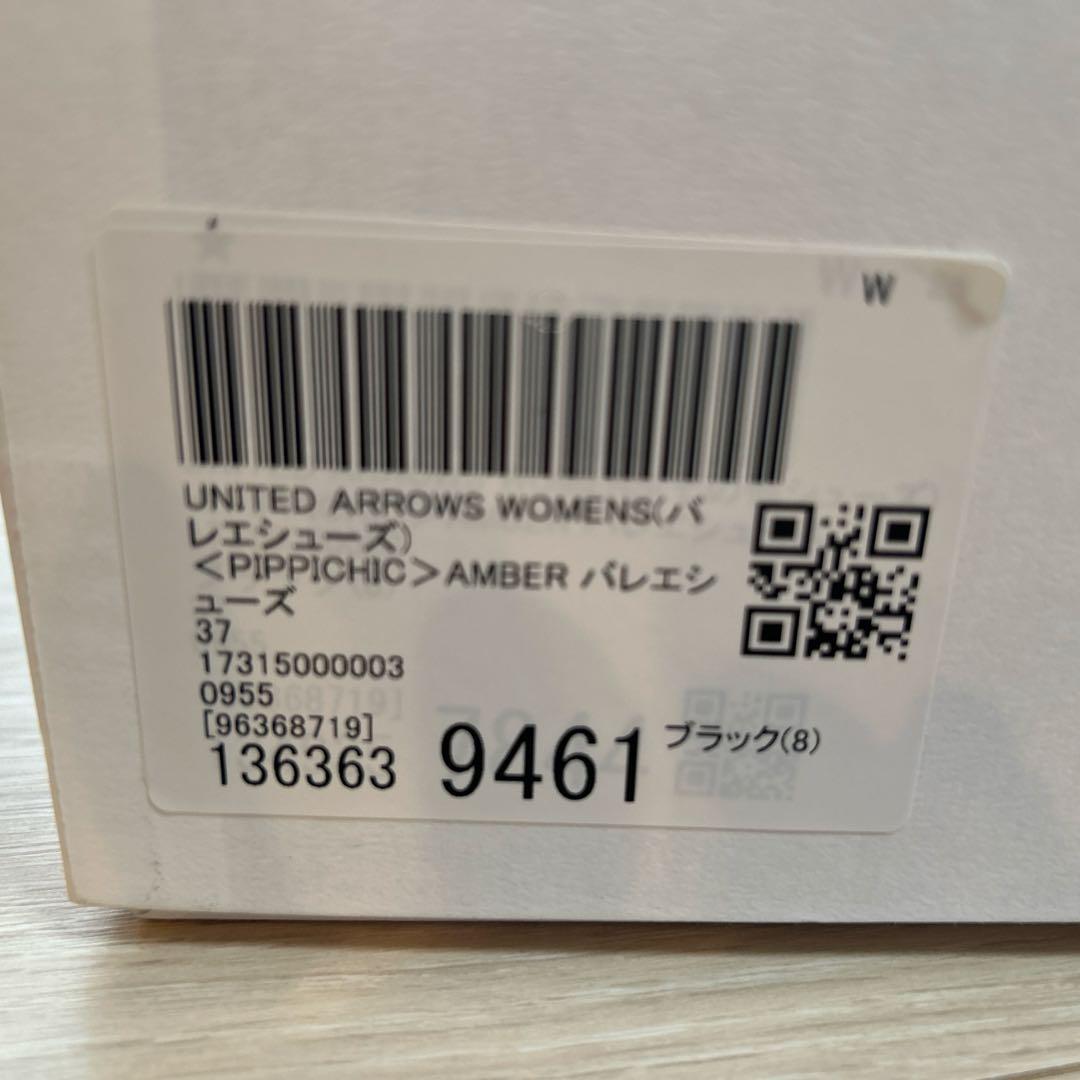 W
UNITED ARROWS WOMENS(バ
レエシューズ)
<PIPPICHIC>AMBER バレエシ
ューズ
37
17315000003
0955
[96368719]
136363 9461 ブラック(8)